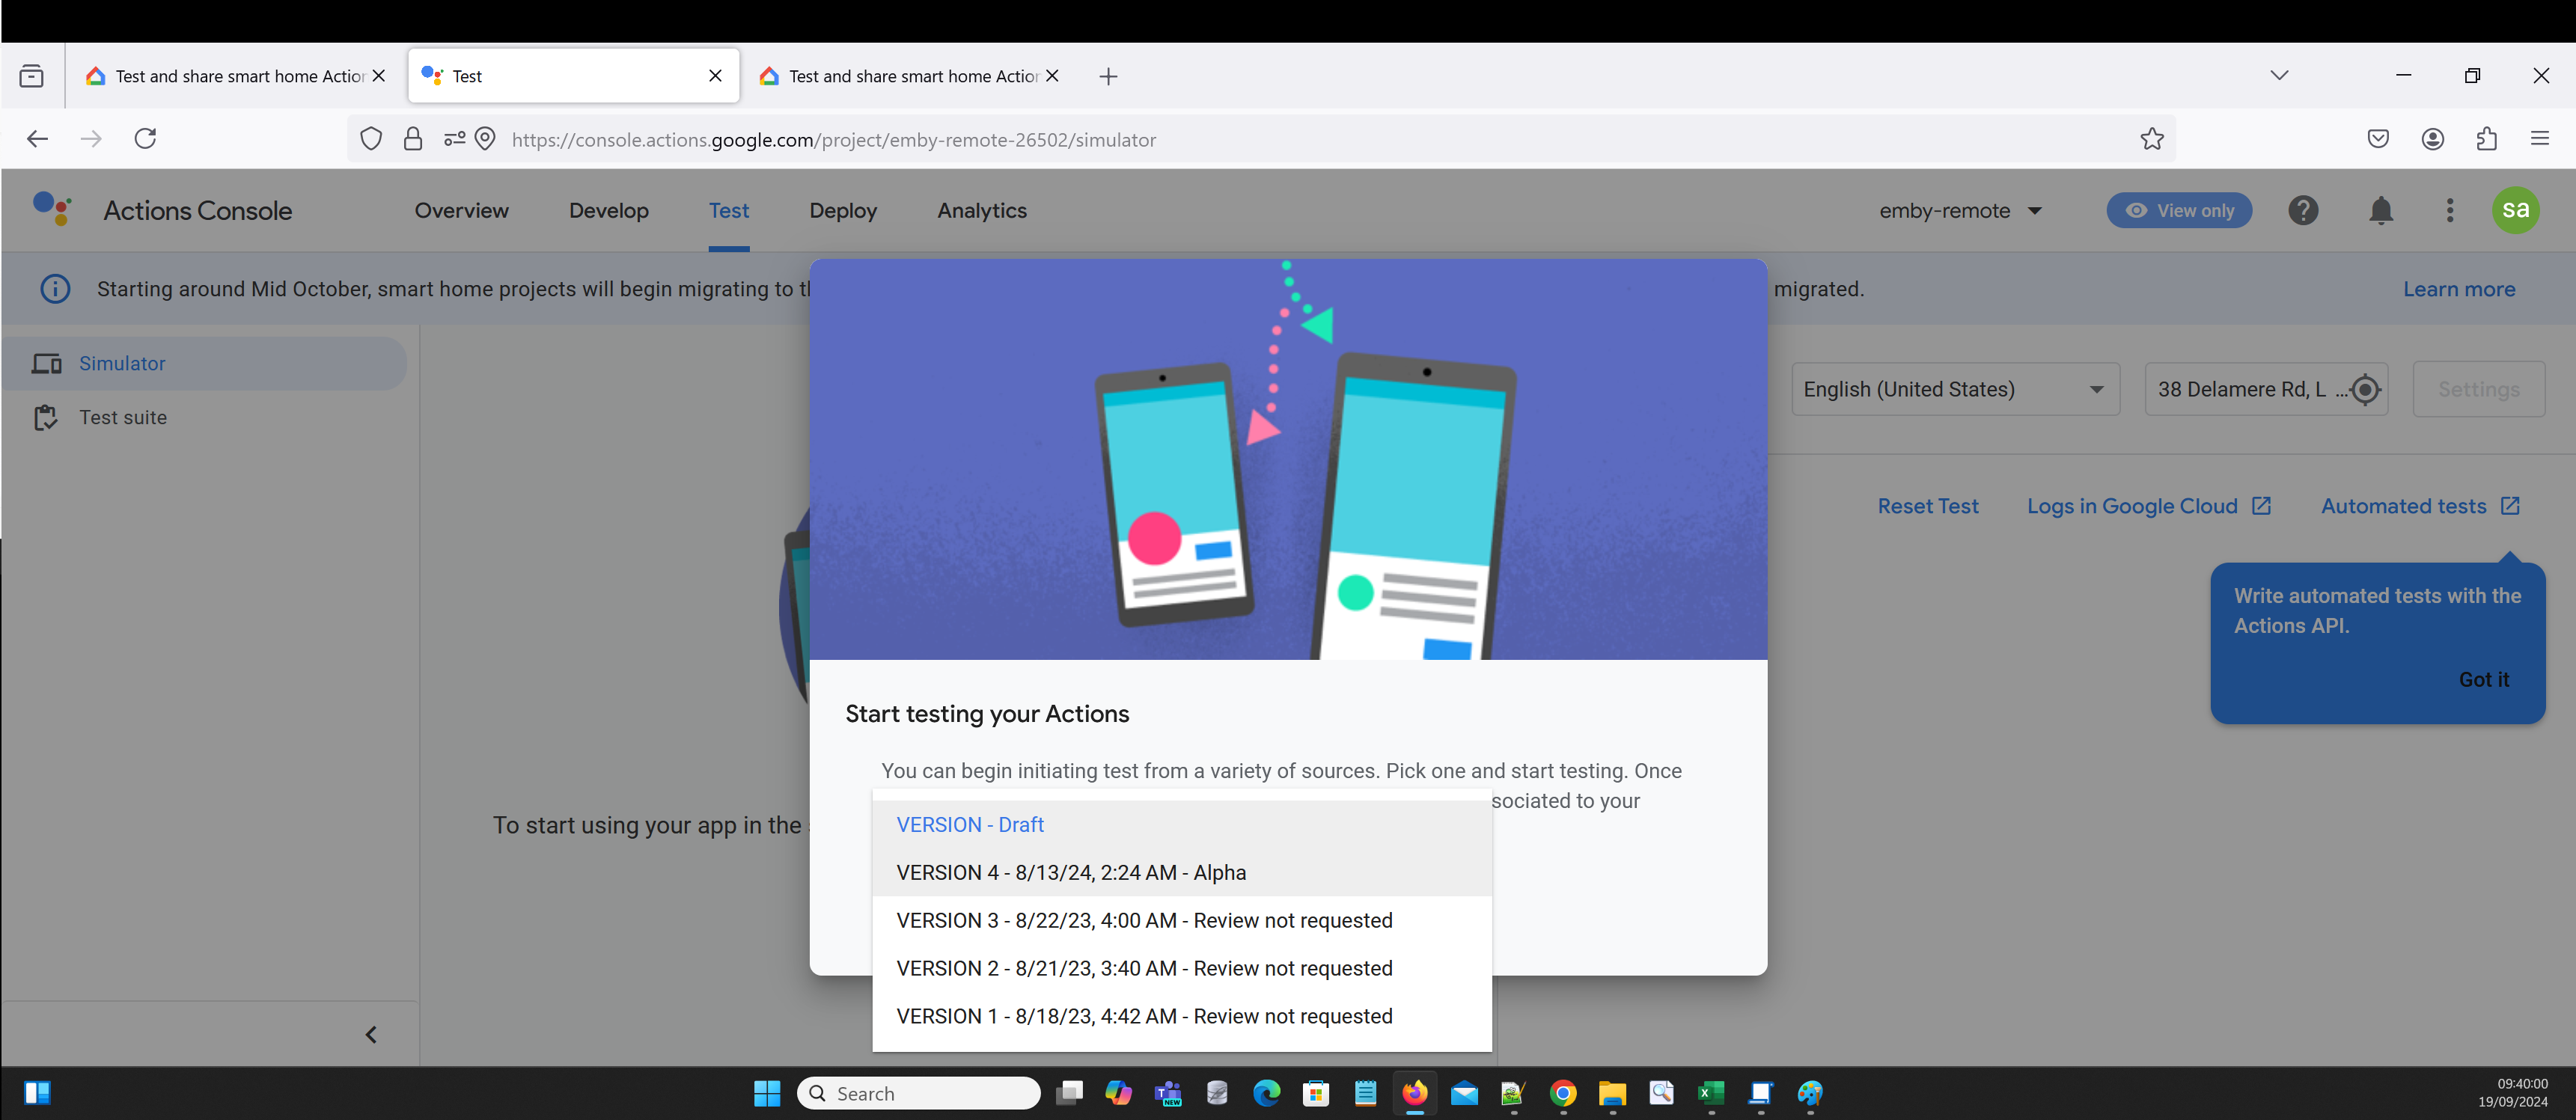 Test and share smart home Action
Test
Test and share smart home Action
https://console.actions.google.com/project/emby-remote-26502/simulator
Actions Console
Overview
Develop
Test
Deploy
Analytics
emby-remote
View only
sa
Starting around Mid October, smart home projects will begin migrating to th
migrated.
Learn more
Simulator
Test suite
English (United States)
38 Delamere Rd, L ...
Settings
Reset Test
Logs in Google Cloud
Automated tests
Write automated tests with the
Actions API.
Got it
To start using your app in the
Start testing your Actions
You can begin initiating test from a variety of sources. Pick one and start testing. Once
sociated to your
VERSION - Draft
VERSION 4 - 8/13/24, 2:24 AM - Alpha
VERSION 3 - 8/22/23, 4:00 AM - Review not requested
VERSION 2 - 8/21/23, 3:40 AM - Review not requested
VERSION 1 - 8/18/23, 4:42 AM - Review not requested
Search
NEW
09:40:00
19/09/2024